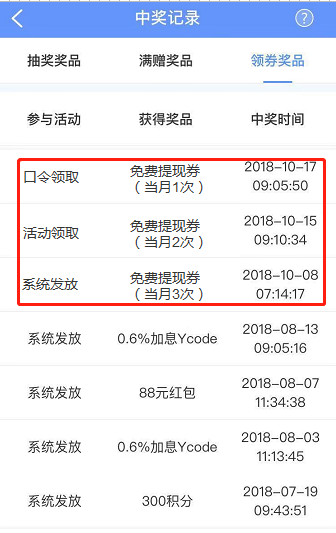 中奖记录
抽奖奖品 满赠奖品 领券奖品
参与活动 获得奖品 中奖时间
口令领取 免费提现券 2018-10-17
（当月1次） 09:05:50
活动领取 免费提现券 2018-10-15
（当月2次） 09:10:34
系统发放 免费提现券 2018-10-08
（当月3次） 07:14:17
系统发放 0.6%加息Ycode 2018-08-13
09:05:16
系统发放 88元红包 2018-08-07
11:34:38
系统发放 0.6%加息Ycode 2018-08-03
11:13:45
系统发放 300积分 2018-07-19
09:43:51